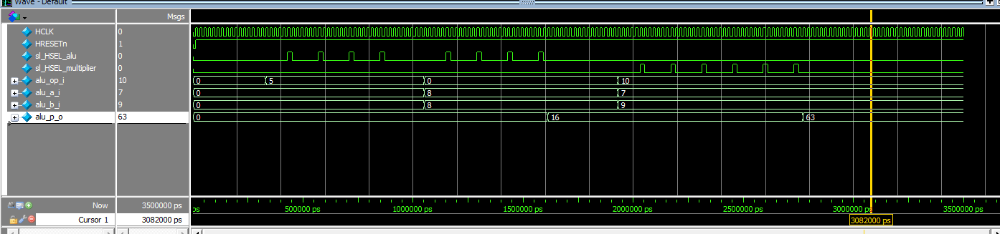 Wave - Default
Msgs
HCLK 0
HRESETn 1
sl_HSEL_alu 0
sl_HSEL_multiplier 0
alu_op_i 10 0 5 0 10
alu_a_i 7 0 8 7
alu_b_i 9 0 8 9
alu_p_o 63 0 16 63
Now 3500000 ps ps 500000 ps 1000000 ps 1500000 ps 2000000 ps 2500000 ps 3000000 ps 3500000 ps
Cursor 1 3082000 ps 3082000 ps